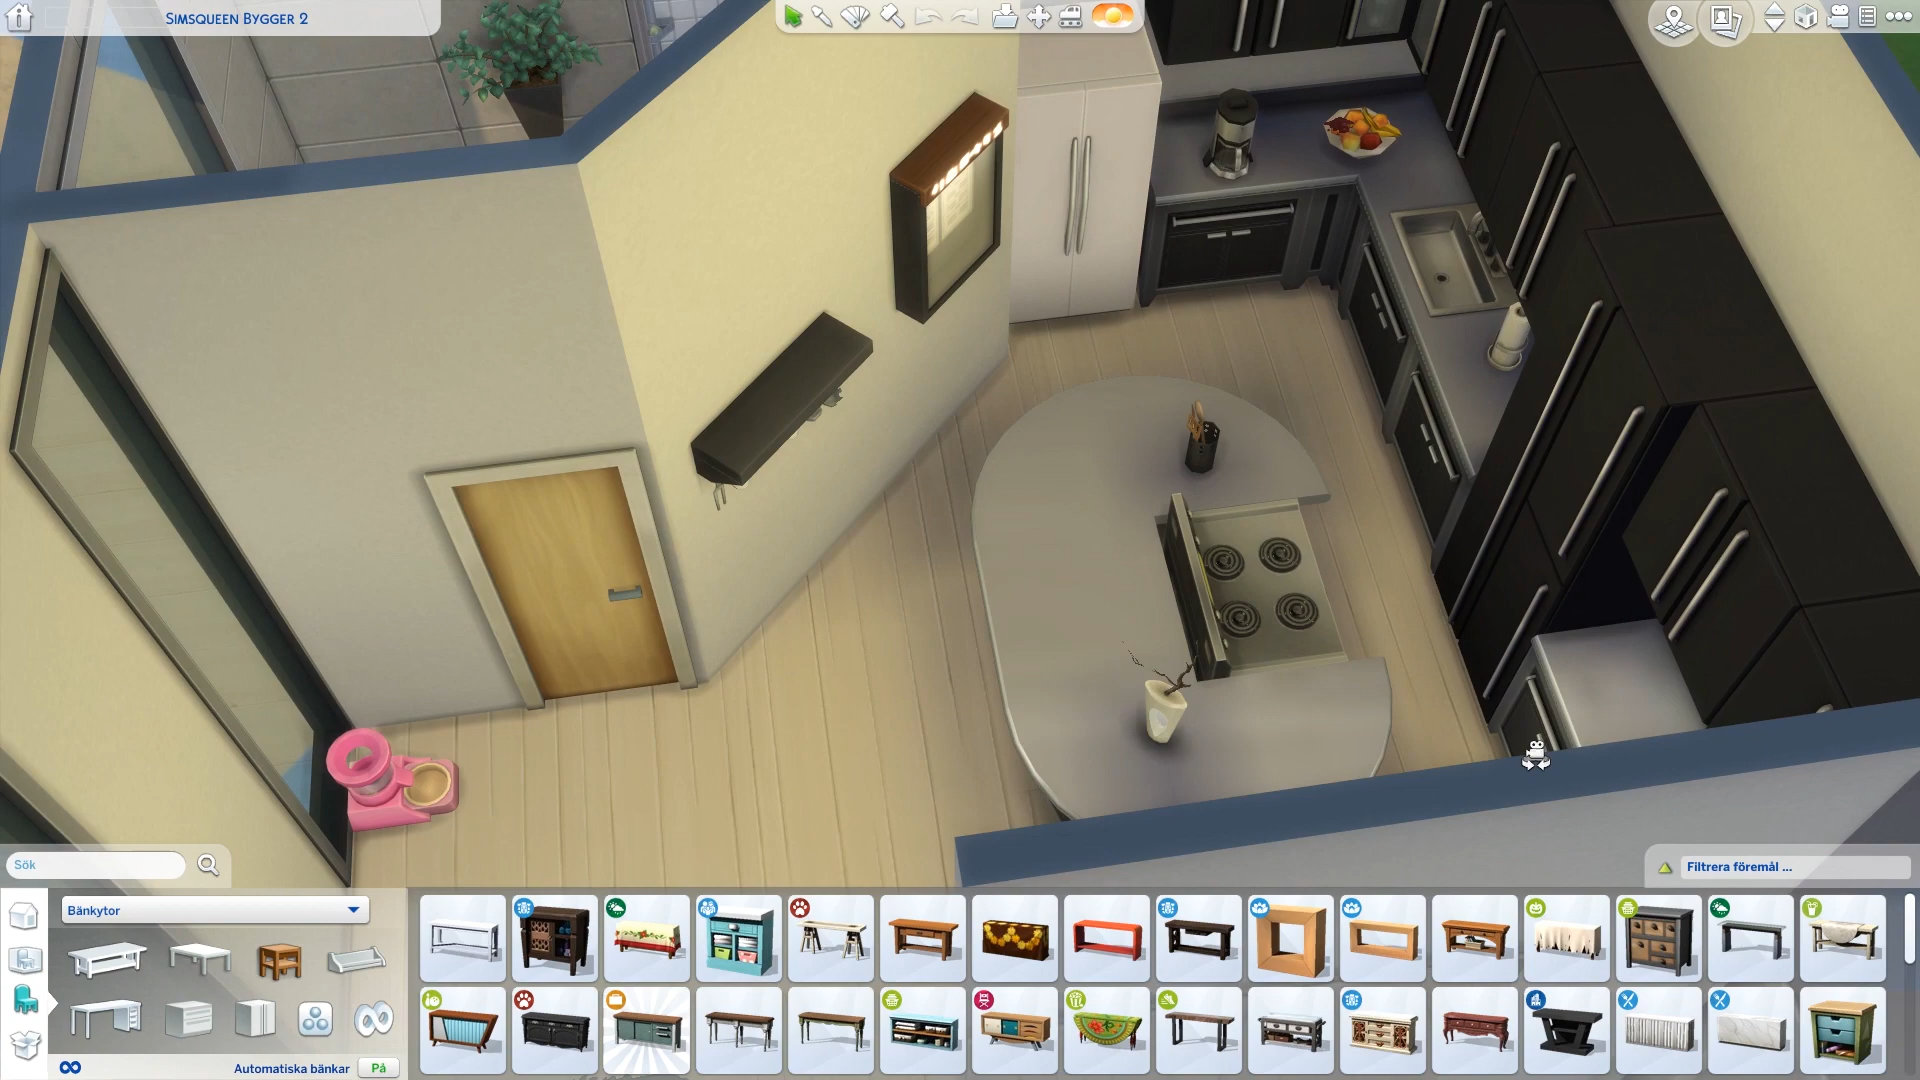 Simsqueen Bygger 2
Sök
Filtrera föremål ...
Bänkytor
Automatiska bänkar
På